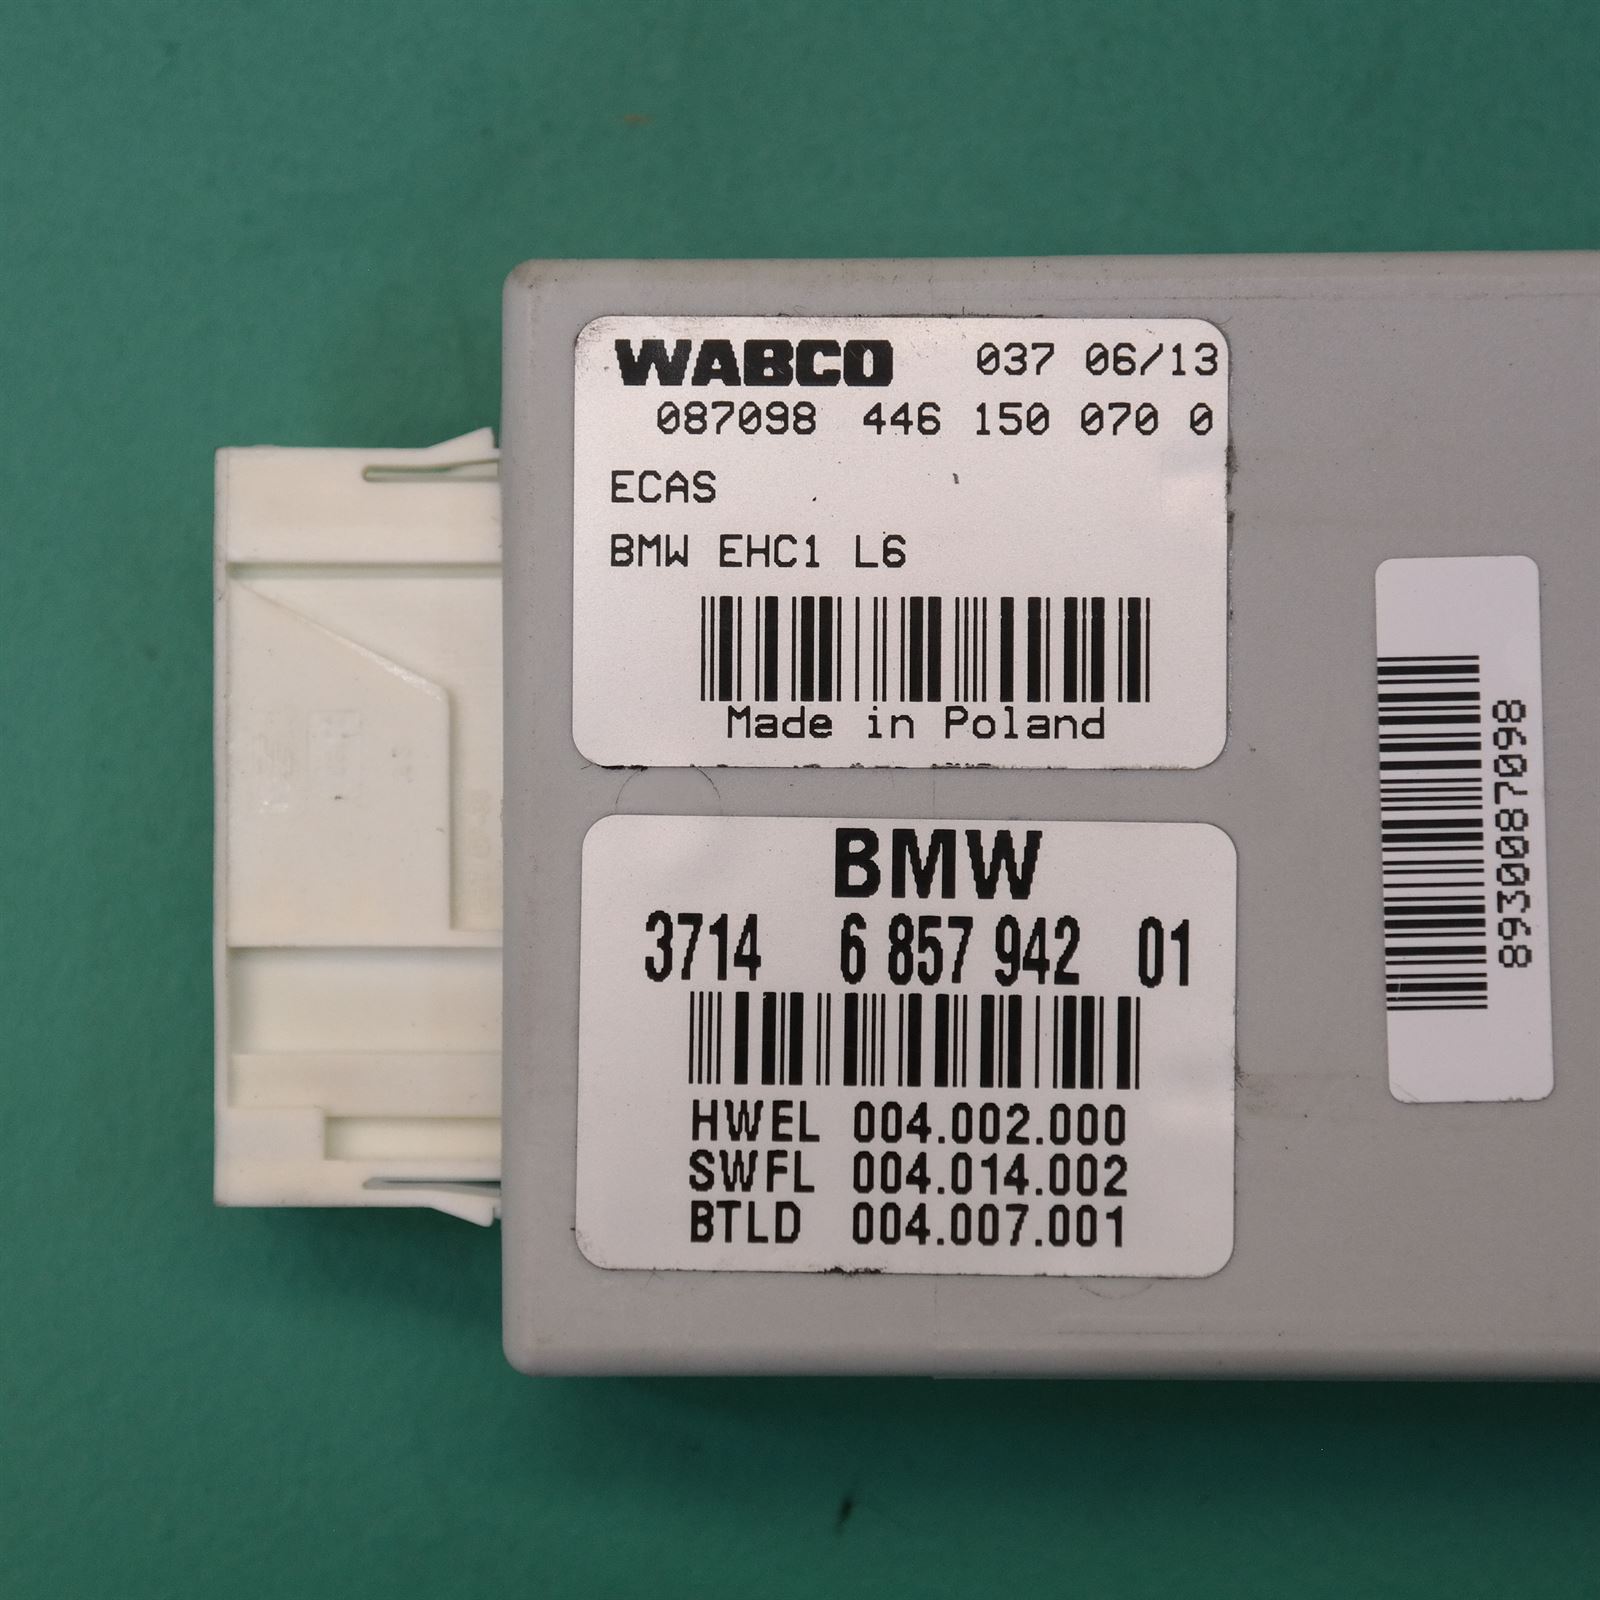 WABCO 037 06/13
087098 446 150 070 0
ECAS
BMW EHC1 L6
Made in Poland
BMW
3714 6 857 942 01
HWEL 004.002.000
SWFL 004.014.002
BTLD 004.007.001
8930087098